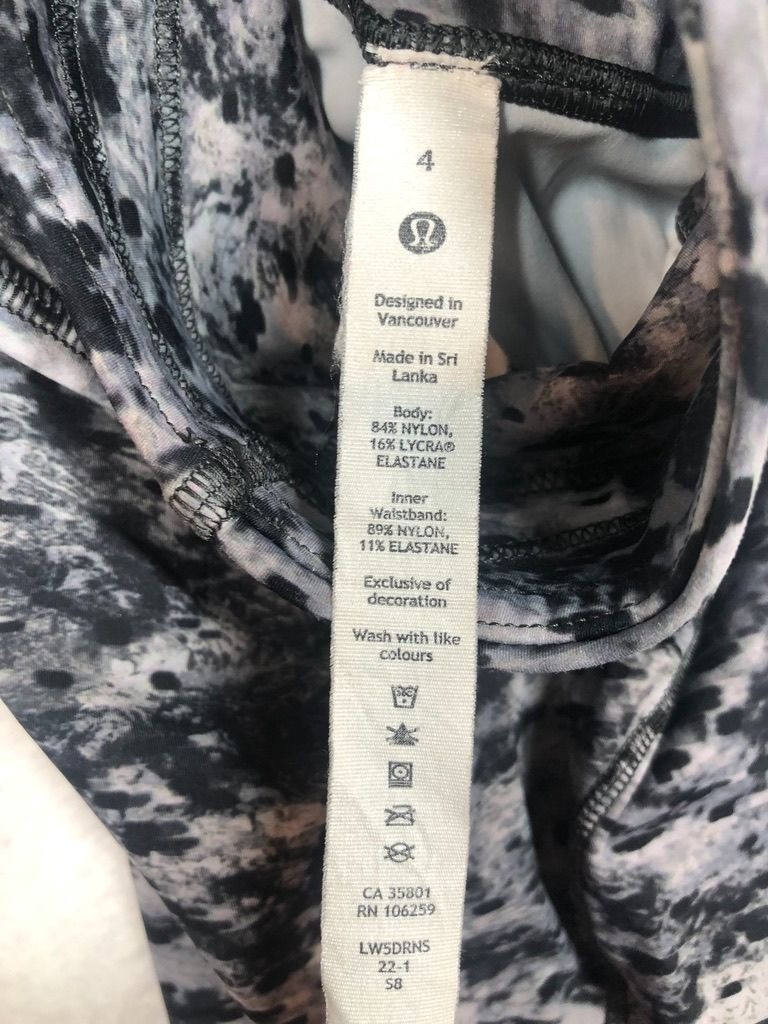 4
Designed in
Vancouver
Made in Sri
Lanka
Body:
84% NYLON,
16% LYCRA®
ELASTANE
Inner
Waistband:
89% NYLON,
11% ELASTANE
Exclusive of
decoration
Wash with like
colours
CA 35801
RN 106259
LW5DRNS
22-1
S8